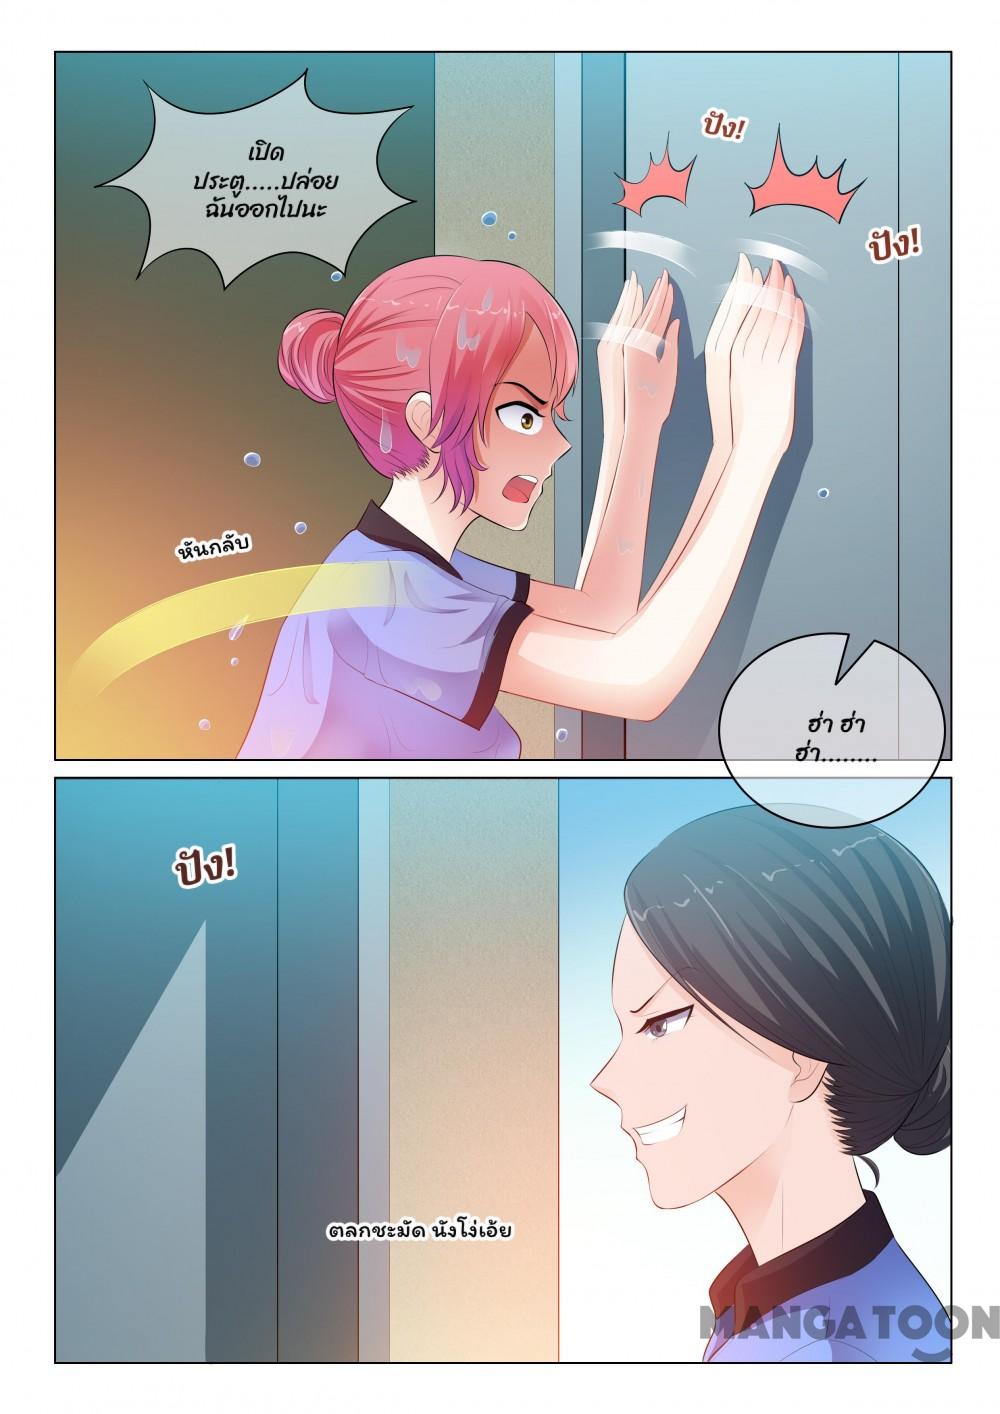 ปัง!
เปิด
ประตู.....ปล่อย
ฉันออกไปนะ
ปัง!
หันกลับ
ฮ่า ฮ่า
ฮ่า........
ปัง!
ตลกชะมัด นังโง่เอ้ย
MANGATOON